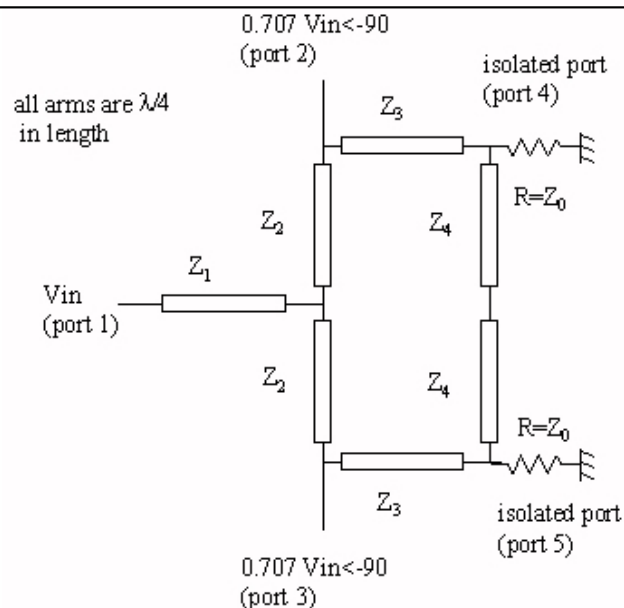 0.707 Vin<-90
(port 2)
isolated port
(port 4)
all arms are λ/4
in length
Z3
R=Z0
Z2
Z4
Z1
Vin
(port 1)
Z2
Z4
R=Z0
Z3
isolated port
(port 5)
0.707 Vin<-90
(port 3)